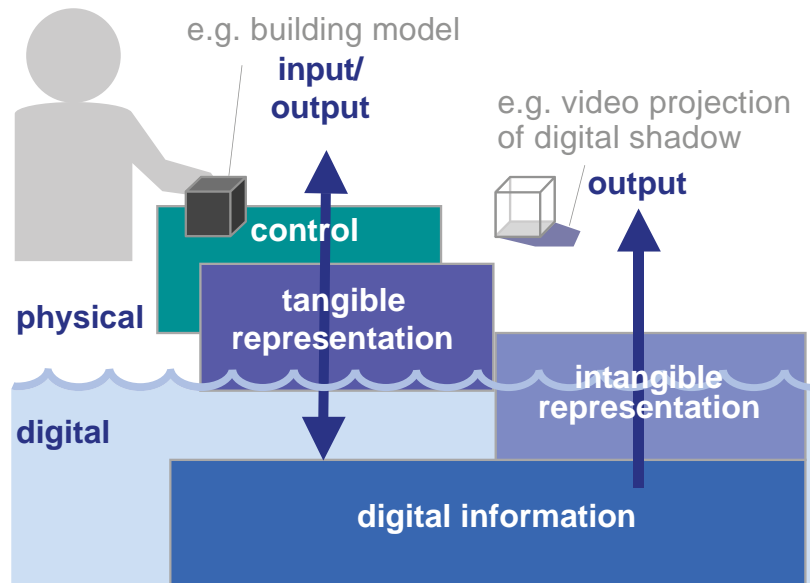 e.g. building model
input/
output
e.g. video projection
of digital shadow
output
control
tangible
representation
physical
intangible
representation
digital
digital information